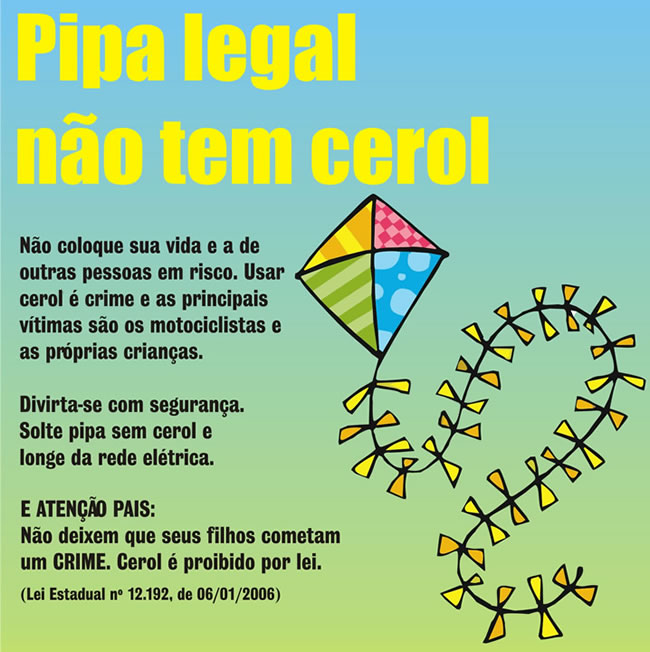 Pipa legal
não tem cerol
Não coloque sua vida e a de
outras pessoas em risco. Usar
cerol é crime e as principais
vítimas são os motociclistas e
as próprias crianças.
Divirta-se com segurança.
Solte pipa sem cerol e
longe da rede elétrica.
E ATENÇÃO PAIS:
Não deixem que seus filhos cometam
um CRIME. Cerol é proibido por lei.
(Lei Estadual nº 12.192, de 06/01/2006)